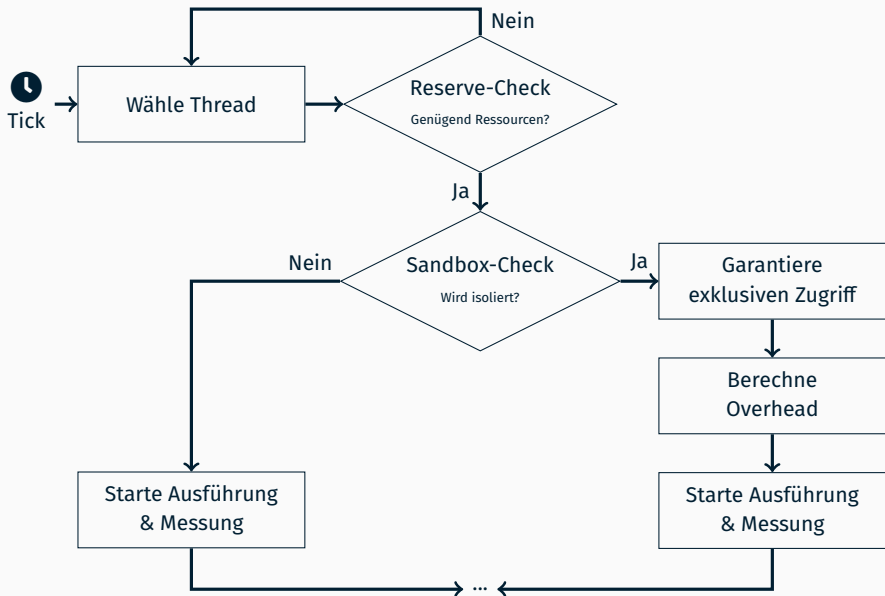 Nein
Tick
Wähle Thread
Reserve-Check
Genügend Ressourcen?
Ja
Nein
Sandbox-Check
Wird isoliert?
Ja
Garantiere
exklusiven Zugriff
Berechne
Overhead
Starte Ausführung
& Messung
Starte Ausführung
& Messung
...